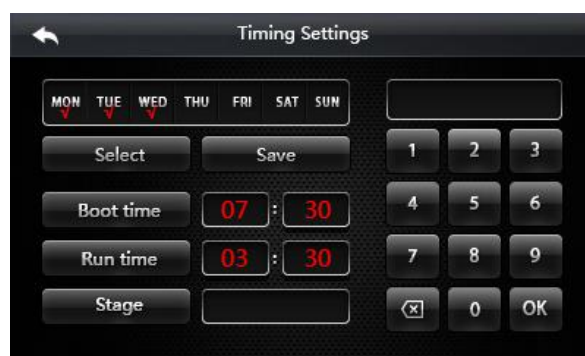 Timing Settings
MON TUE WED THU FRI SAT SUN
Select Save
Boot time 07 : 30
Run time 03 : 30
Stage
1 2 3
4 5 6
7 8 9
0 OK